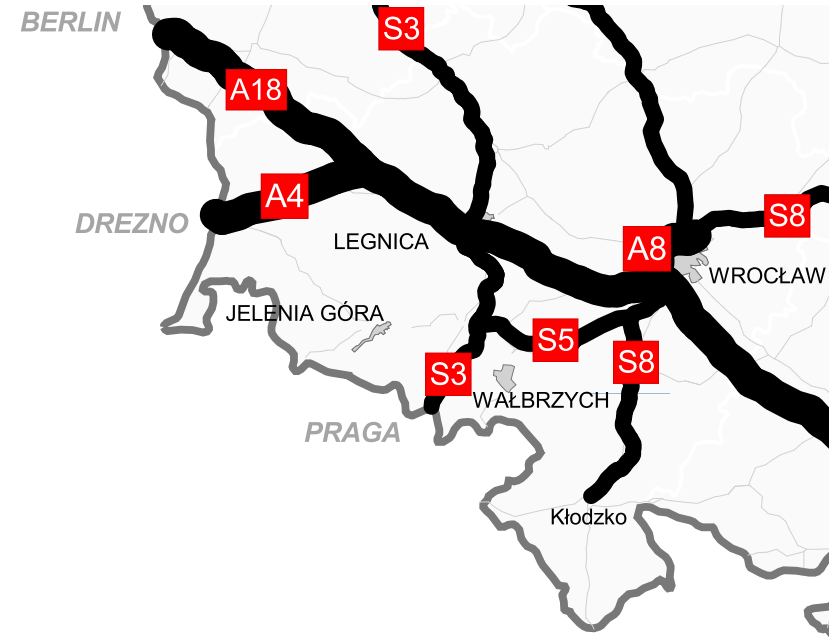 BERLIN
S3
A18
A4
S8
DREZNO
LEGNICA
A8
WROCŁAW
JELENIA GÓRA
S5
S8
S3
WAŁBRZYCH
PRAGA
Kłodzko